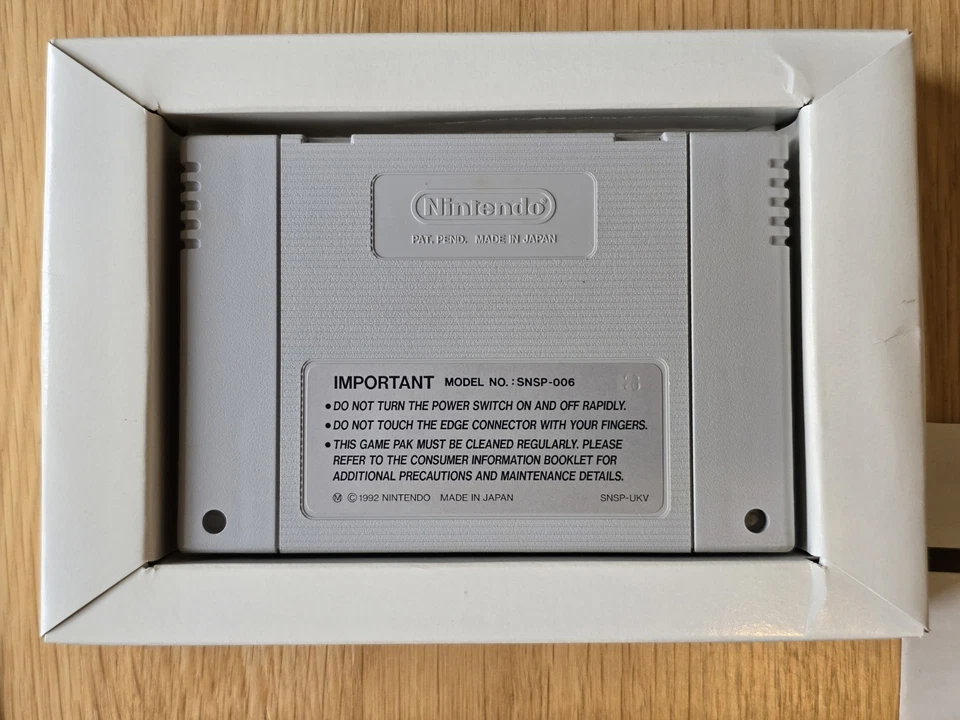 Nintendo
PAT. PEND. MADE IN JAPAN
IMPORTANT MODEL NO. : SNSP-006
• DO NOT TURN THE POWER SWITCH ON AND OFF RAPIDLY.
• DO NOT TOUCH THE EDGE CONNECTOR WITH YOUR FINGERS.
• THIS GAME PAK MUST BE CLEANED REGULARLY. PLEASE
REFER TO THE CONSUMER INFORMATION BOOKLET FOR
ADDITIONAL PRECAUTIONS AND MAINTENANCE DETAILS.
Ⓜ ©1992 NINTENDO MADE IN JAPAN SNSP-UKV